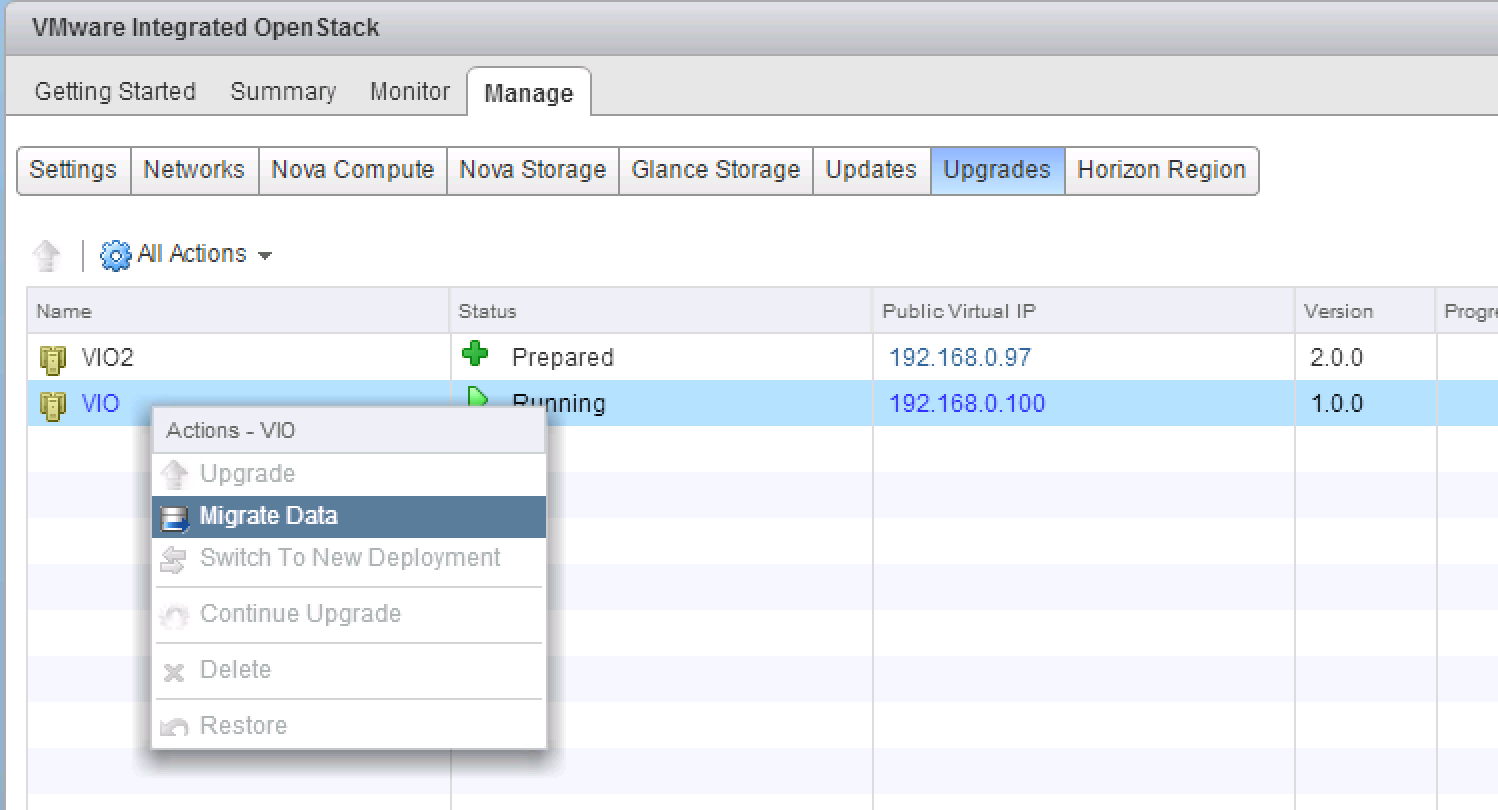 VMware Integrated OpenStack
Getting Started Summary Monitor Manage
Settings Networks Nova Compute Nova Storage Glance Storage Updates Upgrades Horizon Region
All Actions
Name Status Public Virtual IP Version Progre
VIO2 Prepared 192.168.0.97 2.0.0
VIO Running 192.168.0.100 1.0.0
Actions - VIO
Upgrade
Migrate Data
Switch To New Deployment
Continue Upgrade
Delete
Restore